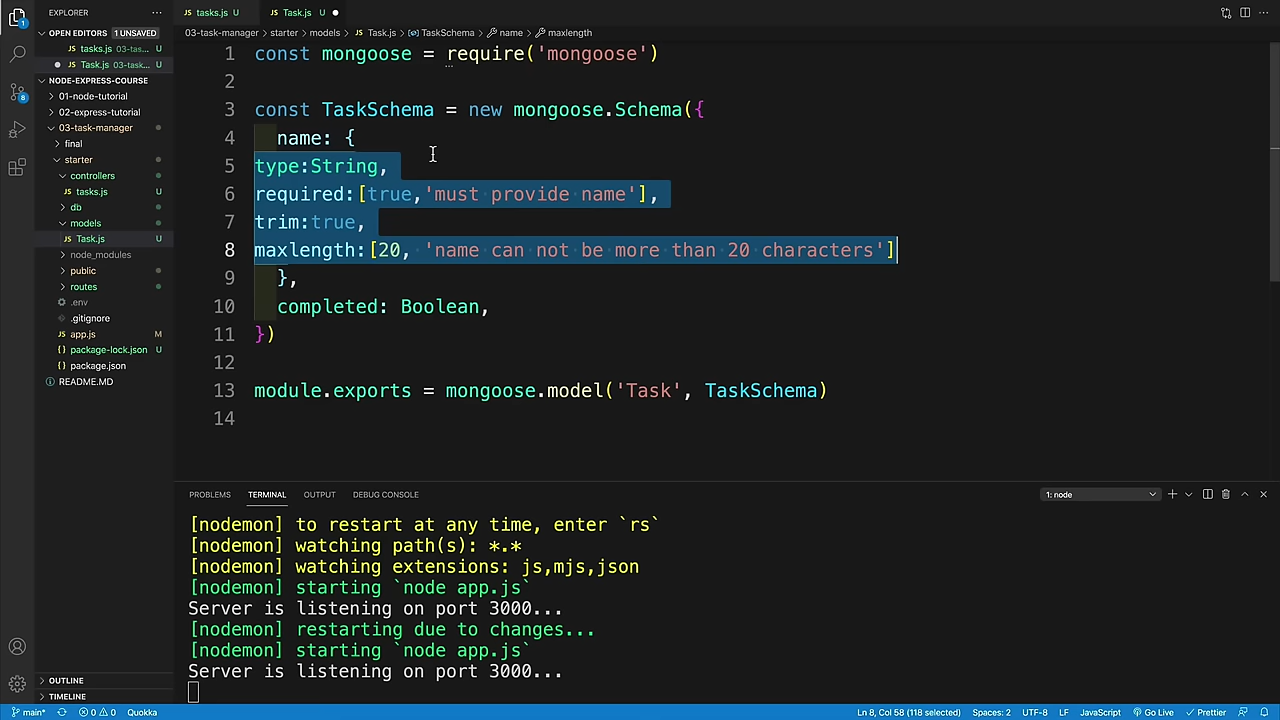 EXPLORER ...
OPEN EDITORS 1 UNSAVED
tasks.js 03-tas... U
Task.js 03-task... U
NODE-EXPRESS-COURSE
01-node-tutorial
02-express-tutorial
03-task-manager
final
starter
controllers
tasks.js U
db
models
Task.js U
node_modules
public
routes
.env
.gitignore
app.js M
package-lock.json U
package.json
README.MD
OUTLINE
TIMELINE
tasks.js U
Task.js U
03-task-manager > starter > models > Task.js > TaskSchema > name > maxlength
1 const mongoose = require('mongoose')
2
3 const TaskSchema = new mongoose.Schema({
4 name: {
5 type:String,
6 required:[true,'must provide name'],
7 trim:true,
8 maxlength:[20, 'name can not be more than 20 characters']
9 },
10 completed: Boolean,
11 })
12
13 module.exports = mongoose.model('Task', TaskSchema)
14
PROBLEMS TERMINAL OUTPUT DEBUG CONSOLE 1: node
[nodemon] to restart at any time, enter `rs`
[nodemon] watching path(s): *.*
[nodemon] watching extensions: js,mjs,json
[nodemon] starting `node app.js`
Server is listening on port 3000...
[nodemon] restarting due to changes...
[nodemon] starting `node app.js`
Server is listening on port 3000...
main* 0 0 Quokka Ln 8, Col 58 (118 selected) Spaces: 2 UTF-8 LF JavaScript Go Live Prettier